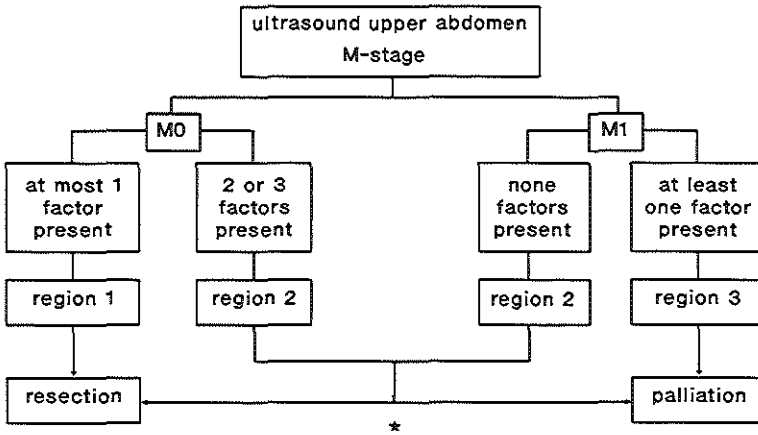 ultrasound upper abdomen
M-stage
M0
M1
at most 1
factor
present
2 or 3
factors
present
none
factors
present
at least
one factor
present
region 1
region 2
region 2
region 3
resection
palliation
*